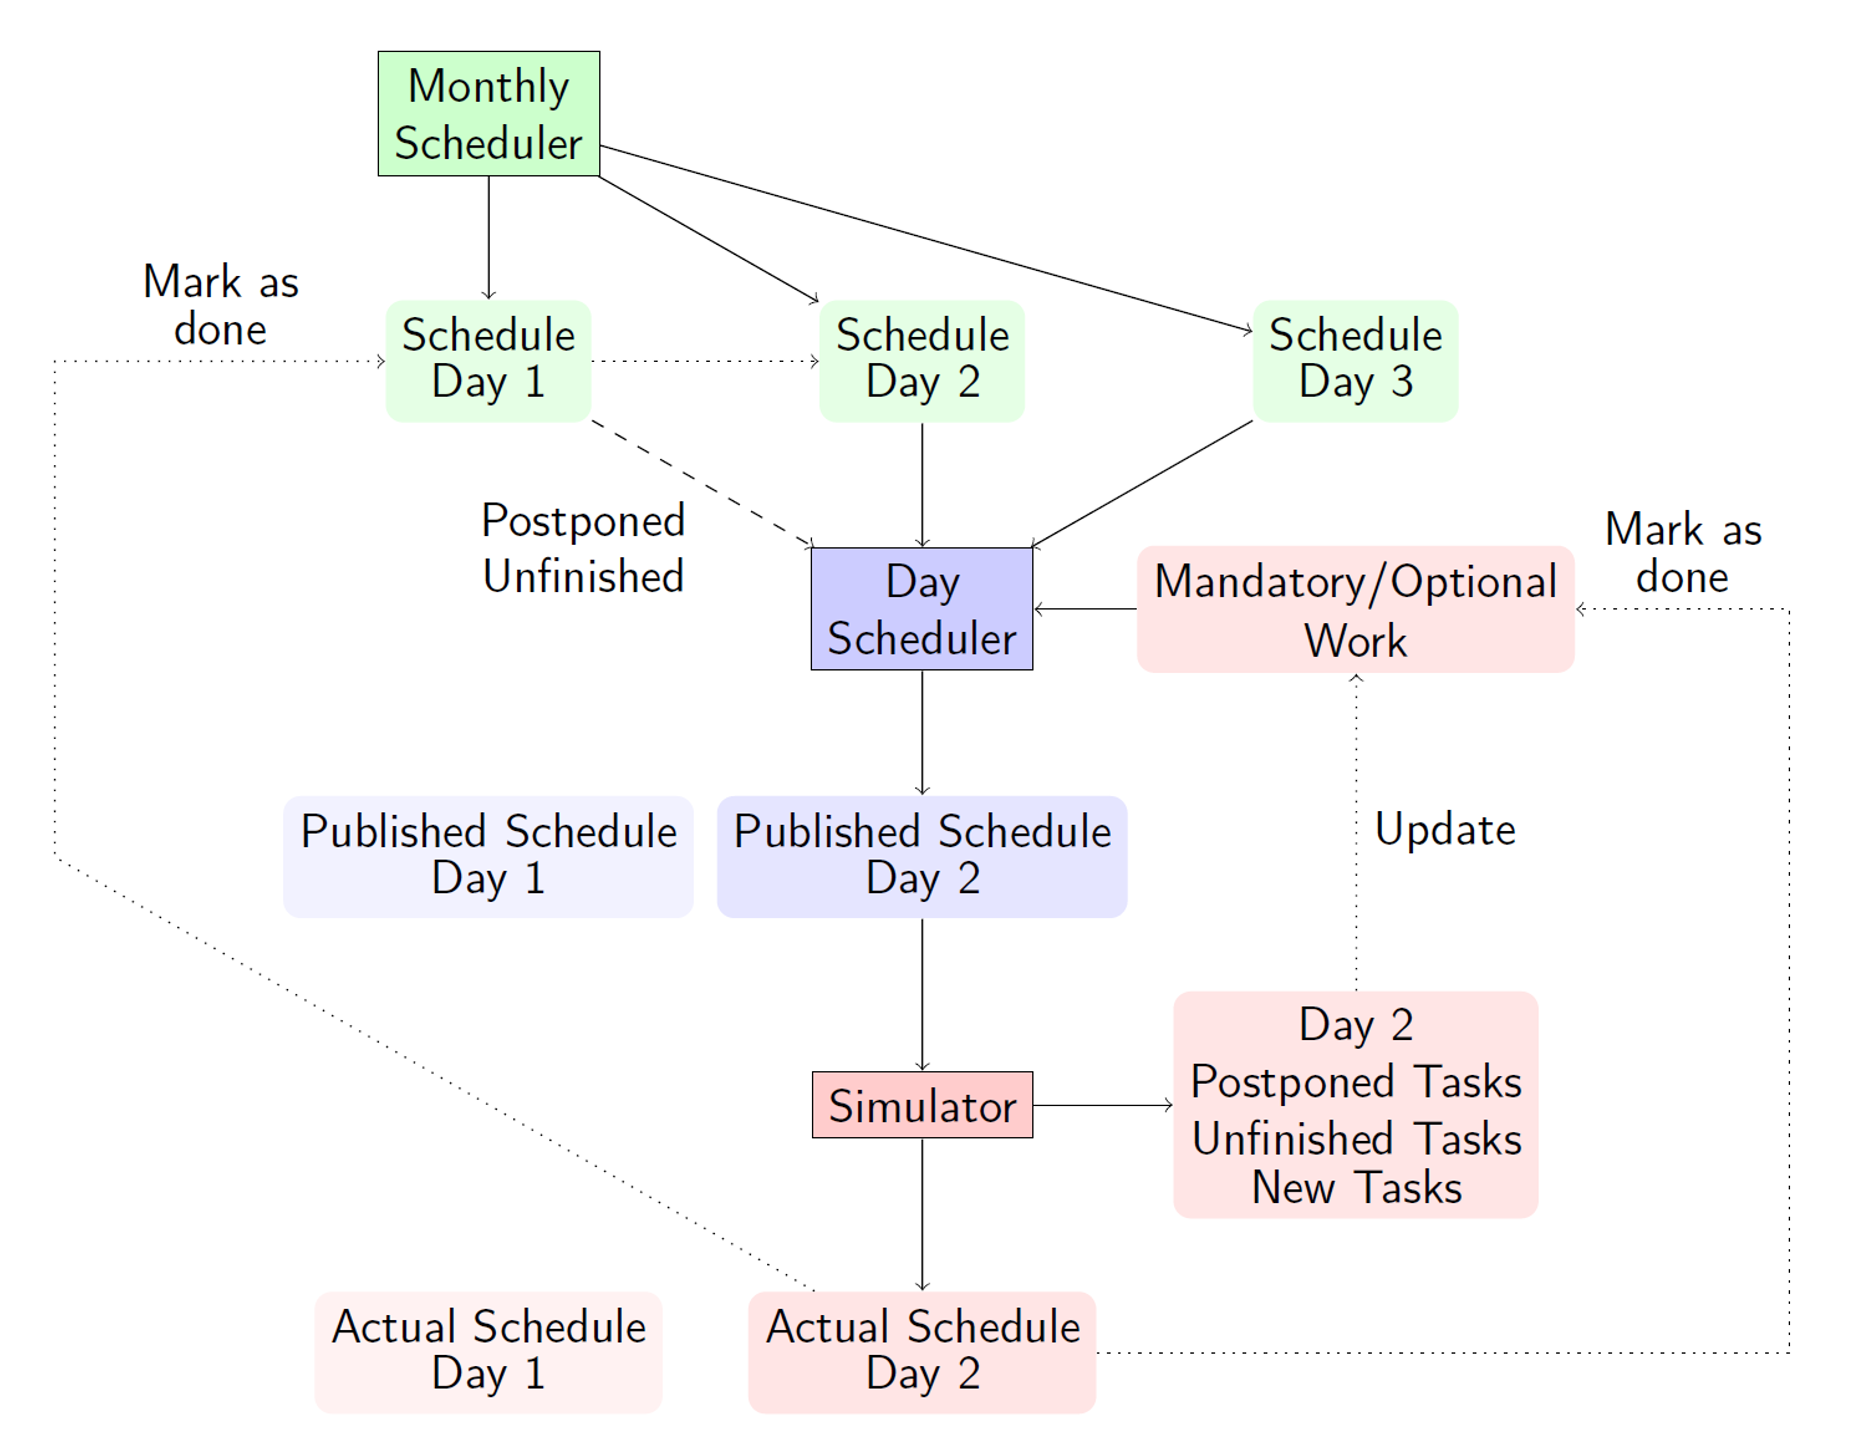 Monthly
Scheduler
Mark as
done
Schedule
Day 1
Schedule
Day 2
Schedule
Day 3
Postponed
Unfinished
Day
Scheduler
Mandatory/Optional
Work
Mark as
done
Published Schedule
Day 1
Published Schedule
Day 2
Update
Simulator
Day 2
Postponed Tasks
Unfinished Tasks
New Tasks
Actual Schedule
Day 1
Actual Schedule
Day 2